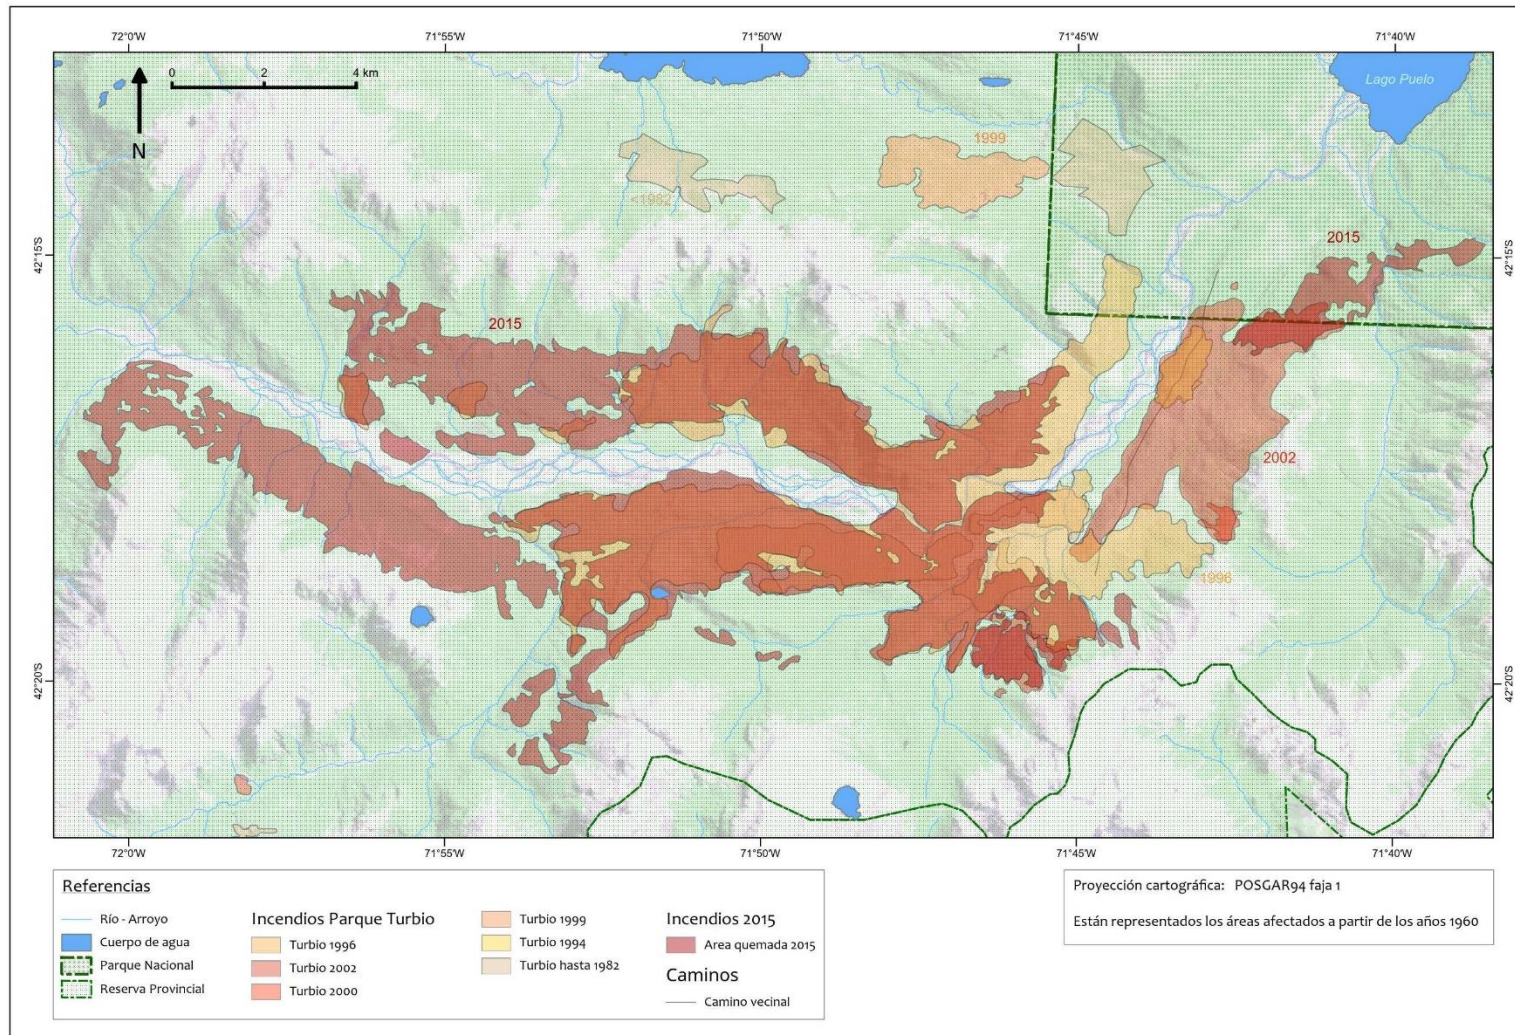 72°0'W 71°55'W 71°50'W 71°45'W 71°40'W
0 2 4 km
N
Lago Puelo
1999
<1982
42°15'S
42°15'S
2015
2015
2002
1996
42°20'S
42°20'S
72°0'W 71°55'W 71°50'W 71°45'W 71°40'W
Referencias
Río - Arroyo
Cuerpo de agua
Parque Nacional
Reserva Provincial
Incendios Parque Turbio
Turbio 1996
Turbio 2002
Turbio 2000
Turbio 1999
Turbio 1994
Turbio hasta 1982
Incendios 2015
Area quemada 2015
Caminos
Camino vecinal
Proyección cartográfica: POSGAR94 faja 1
Están representados los áreas afectados a partir de los años 1960